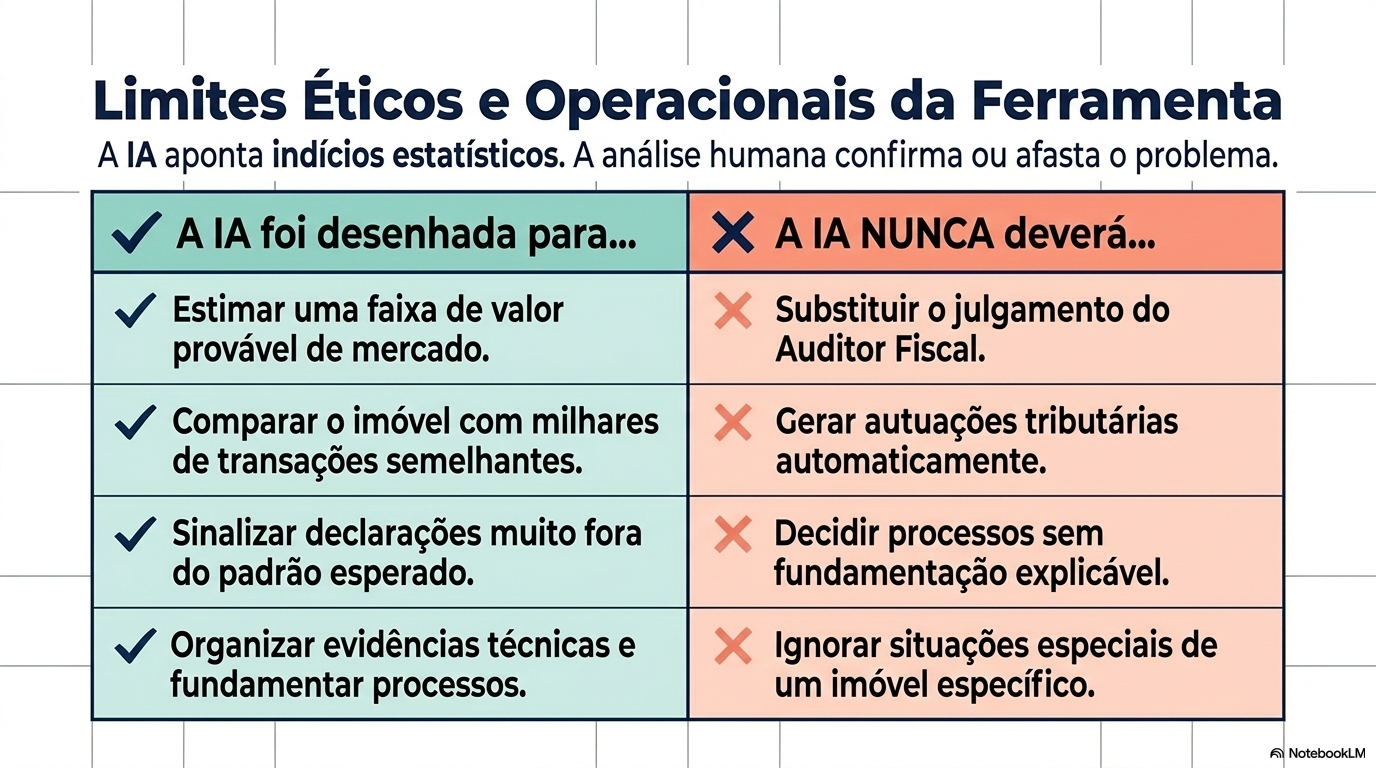 Limites Éticos e Operacionais da Ferramenta
A IA aponta indícios estatísticos. A análise humana confirma ou afasta o problema.
A IA foi desenhada para...
A IA NUNCA deverá...
Estimar uma faixa de valor
provável de mercado.
Substituir o julgamento do
Auditor Fiscal.
Comparar o imóvel com milhares
de transações semelhantes.
Gerar autuações tributárias
automaticamente.
Sinalizar declarações muito fora
do padrão esperado.
Decidir processos sem
fundamentação explicável.
Organizar evidências técnicas e
fundamentar processos.
Ignorar situações especiais de
um imóvel específico.
NotebookLM